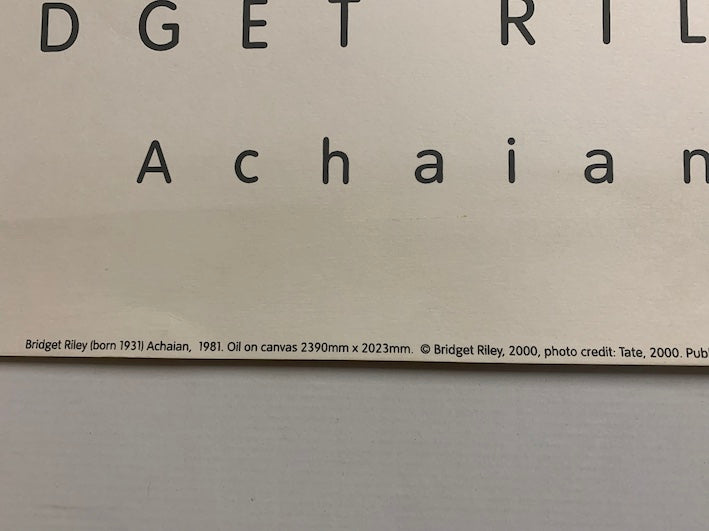 DGET RIL
Achaian
Bridget Riley (born 1931) Achaian, 1981. Oil on canvas 2390mm x 2023mm. © Bridget Riley, 2000, photo credit: Tate, 2000. Publ